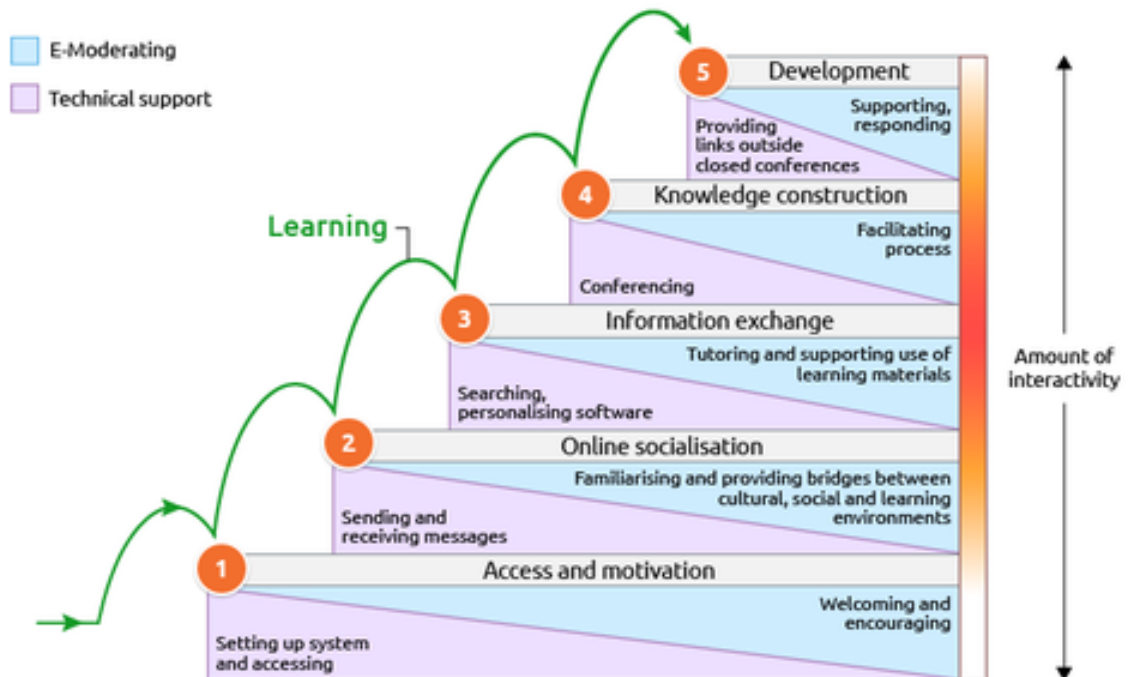 E-Moderating
Technical support
5
Development
Supporting,
responding
Providing
links outside
closed conferences
4
Knowledge construction
Facilitating
process
Conferencing
Learning
3
Information exchange
Tutoring and supporting use of
learning materials
Searching,
personalising software
Amount of
interactivity
2
Online socialisation
Familiarising and providing bridges between
cultural, social and learning
environments
Sending and
receiving messages
1
Access and motivation
Welcoming and
encouraging
Setting up system
and accessing